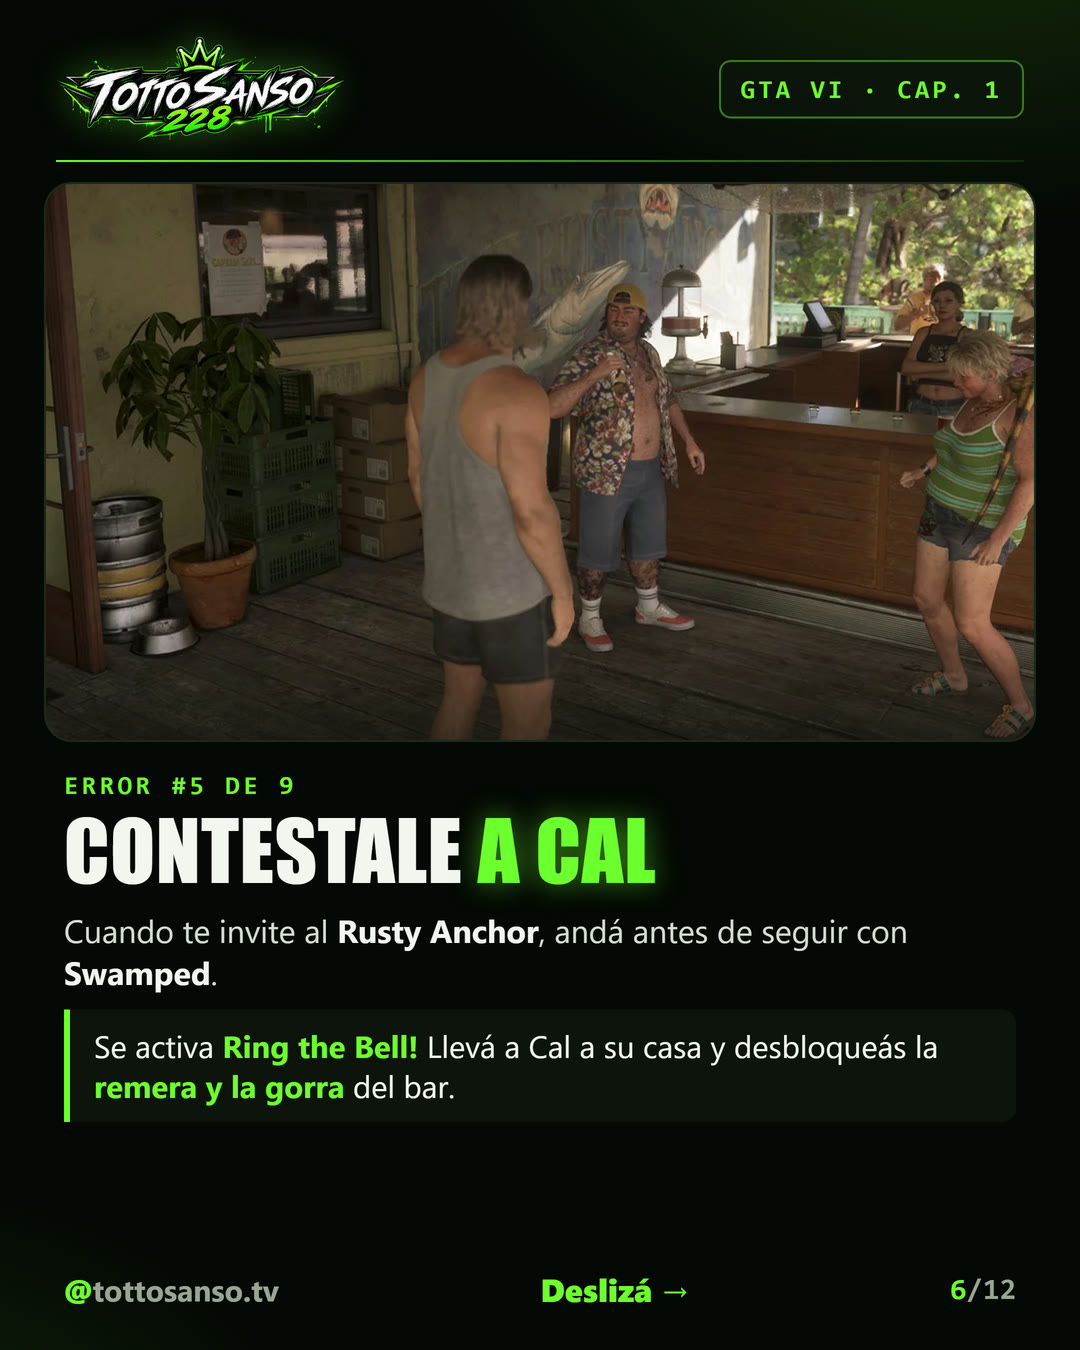 TOTTOSANSO
228
GTA VI · CAP. 1
ERROR #5 DE 9
CONTESTALE A CAL
Cuando te invite al Rusty Anchor, andá antes de seguir con
Swamped.
Se activa Ring the Bell! Llevá a Cal a su casa y desbloqueás la
remera y la gorra del bar.
@tottosanso.tv
Deslizá →
6/12